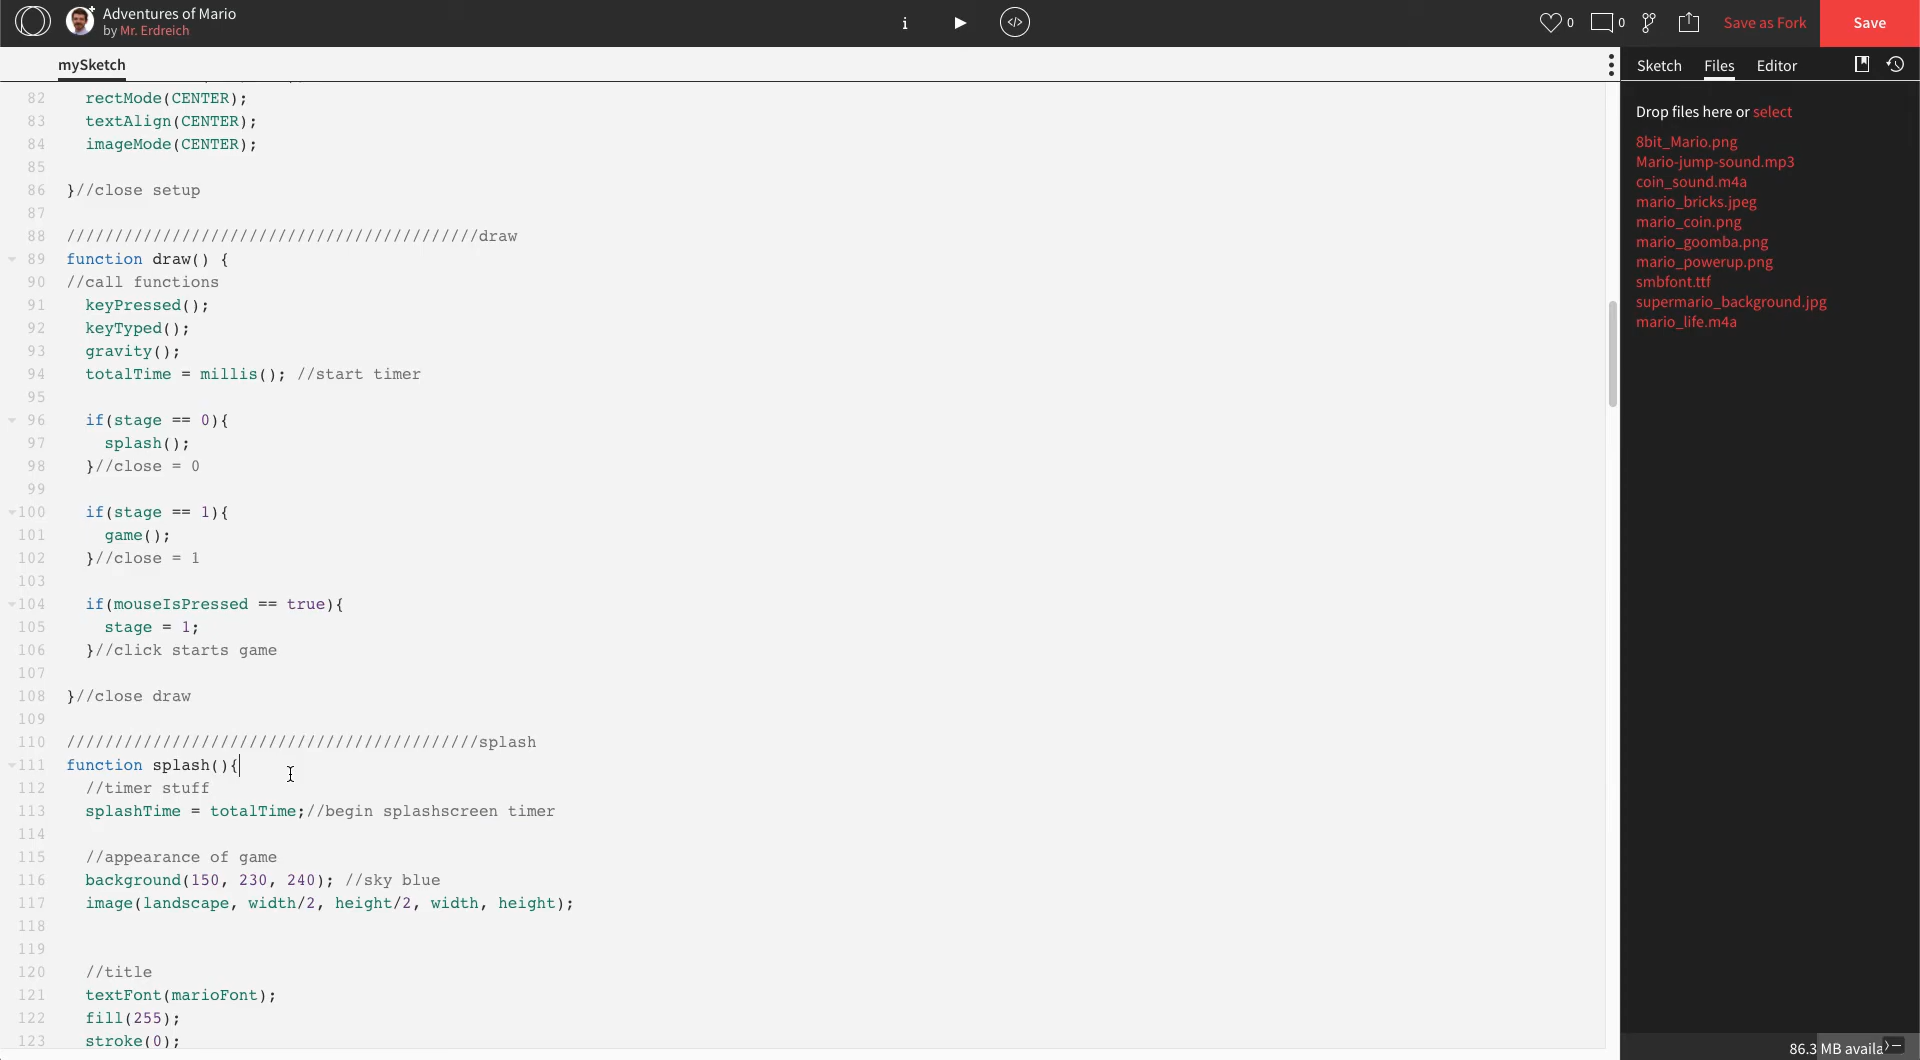 Adventures of Mario
by Mr. Erdreich
i
</>
0
0
Save as Fork
Save
mySketch
Sketch
Files
Editor
82 rectMode(CENTER);
83 textAlign(CENTER);
84 imageMode(CENTER);
85
86 }//close setup
87
88 ///////////////////////////////////////////draw
89 function draw() {
90 //call functions
91 keyPressed();
92 keyTyped();
93 gravity();
94 totalTime = millis(); //start timer
95
96 if(stage == 0){
97 splash();
98 }//close = 0
99
100 if(stage == 1){
101 game();
102 }//close = 1
103
104 if(mouseIsPressed == true){
105 stage = 1;
106 }//click starts game
107
108 }//close draw
109
110 ///////////////////////////////////////////splash
111 function splash(){
112 //timer stuff
113 splashTime = totalTime;//begin splashscreen timer
114
115 //appearance of game
116 background(150, 230, 240); //sky blue
117 image(landscape, width/2, height/2, width, height);
118
119
120 //title
121 textFont(marioFont);
122 fill(255);
123 stroke(0);
Drop files here or select
8bit_Mario.png
Mario-jump-sound.mp3
coin_sound.m4a
mario_bricks.jpeg
mario_coin.png
mario_goomba.png
mario_powerup.png
smbfont.ttf
supermario_background.jpg
mario_life.m4a
86.3 MB availa